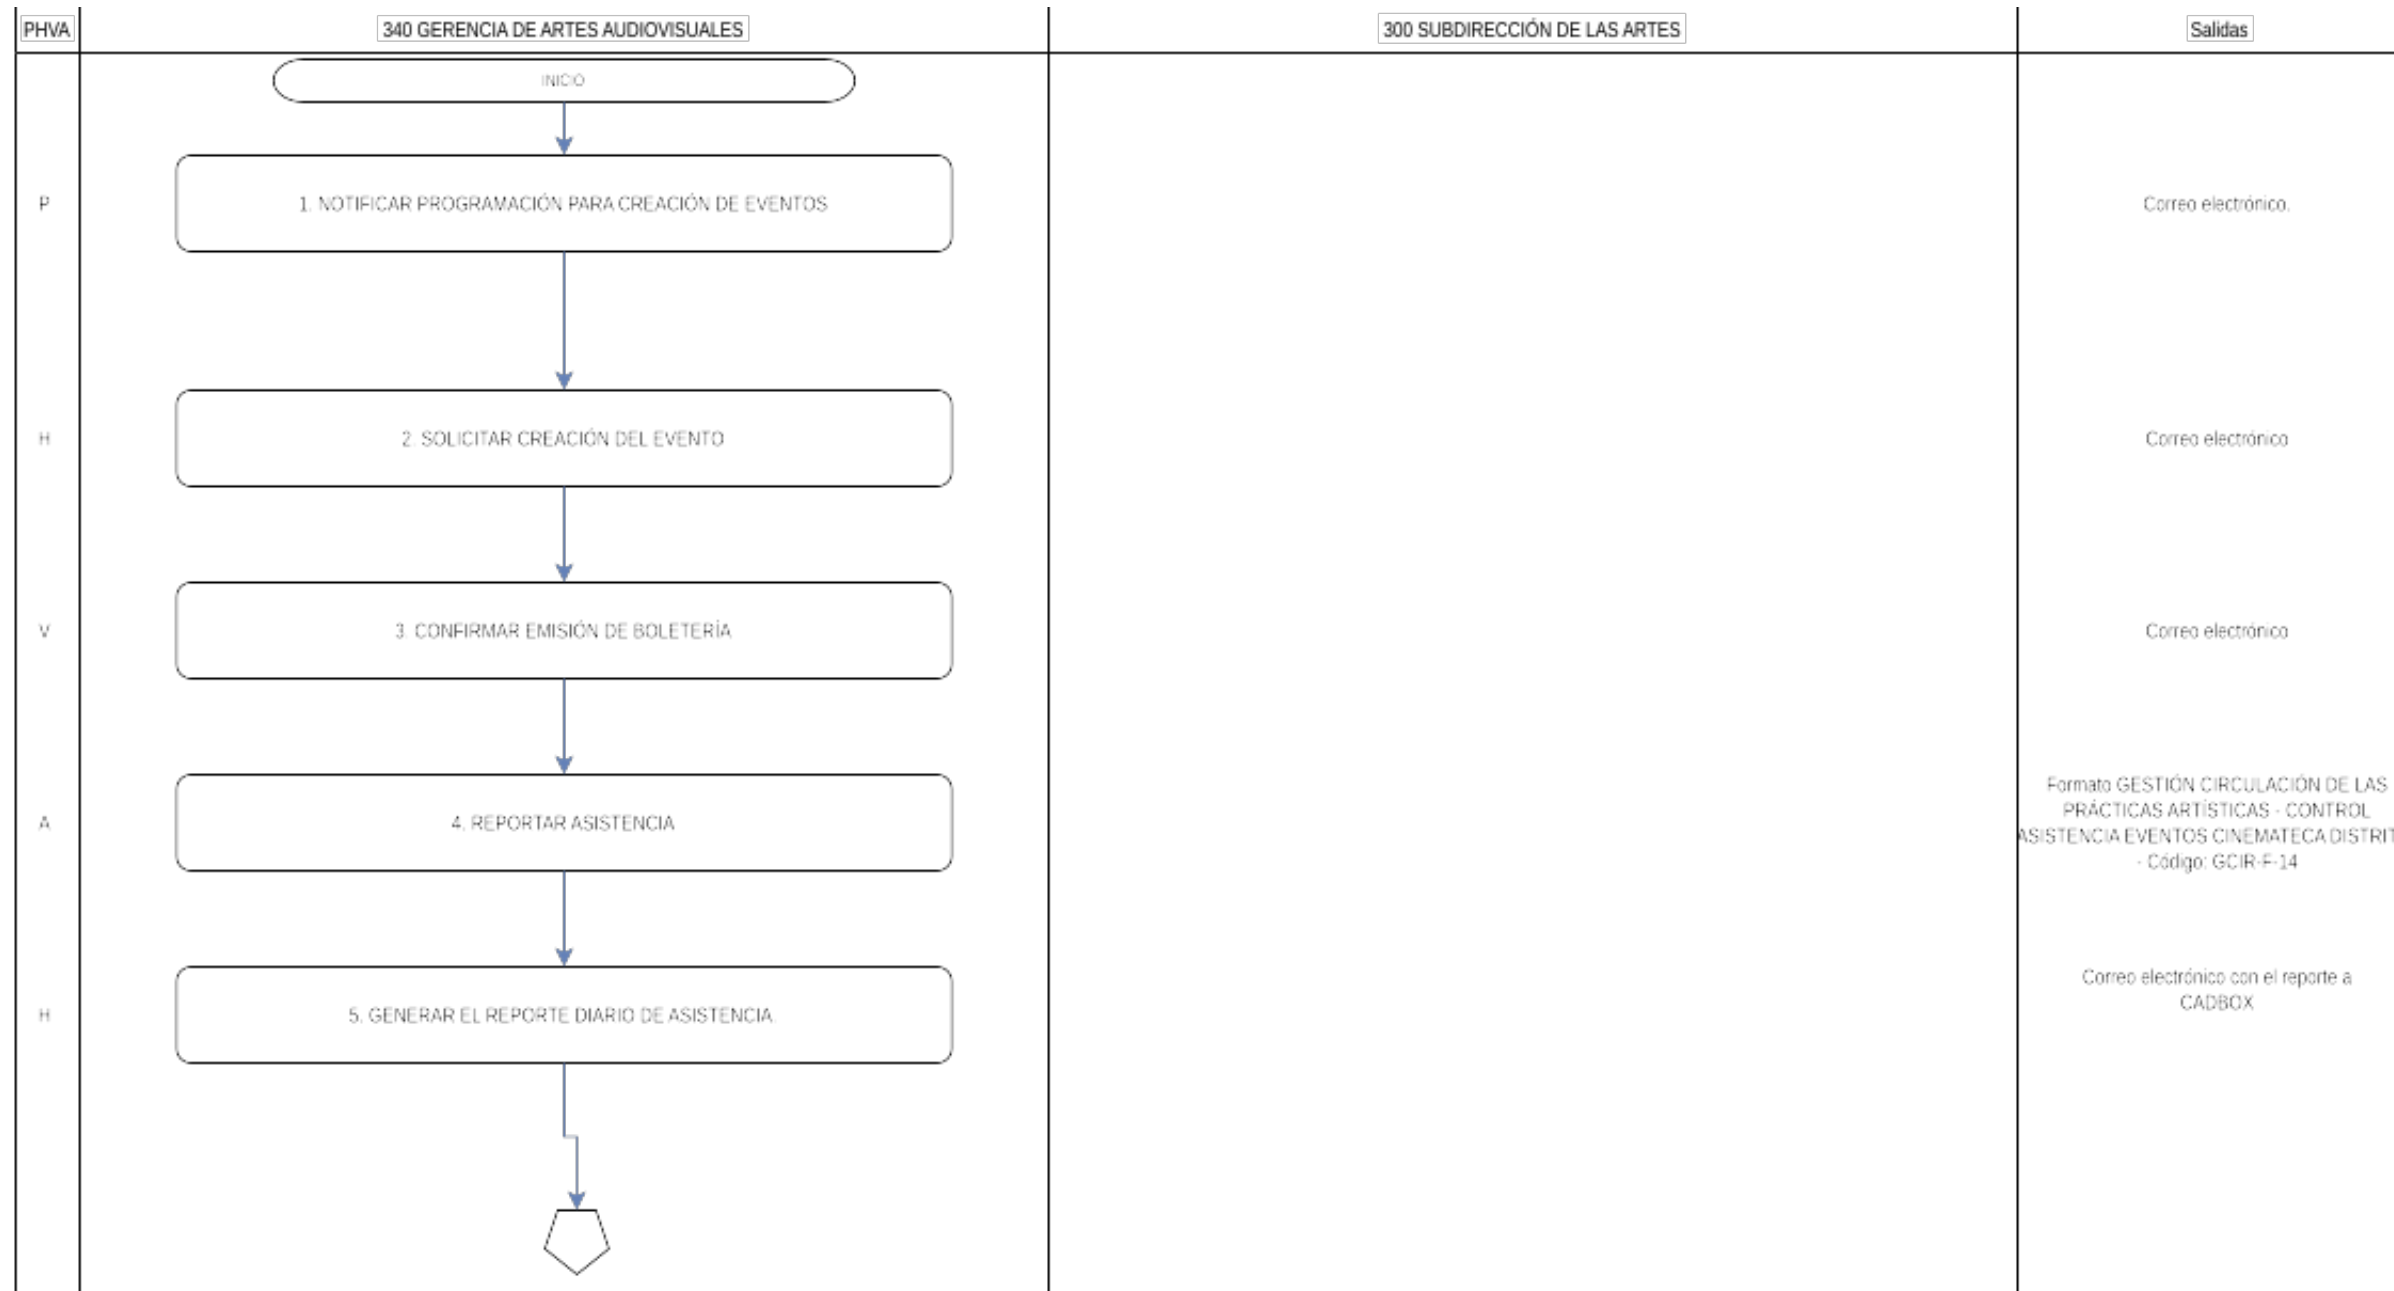 PHVA
340 GERENCIA DE ARTES AUDIOVISUALES
300 SUBDIRECCIÓN DE LAS ARTES
Salidas
INICIO
P
1. NOTIFICAR PROGRAMACIÓN PARA CREACIÓN DE EVENTOS
Correo electrónico.
H
2. SOLICITAR CREACIÓN DEL EVENTO
Correo electrónico
V
3. CONFIRMAR EMISIÓN DE BOLETERÍA
Correo electrónico
A
4. REPORTAR ASISTENCIA
Formato GESTIÓN CIRCULACIÓN DE LAS
PRÁCTICAS ARTÍSTICAS - CONTROL
ASISTENCIA EVENTOS CINEMATECA DISTRIT
- Código: GCIR-F-14
H
5. GENERAR EL REPORTE DIARIO DE ASISTENCIA.
Correo electrónico con el reporte a
CADBOX